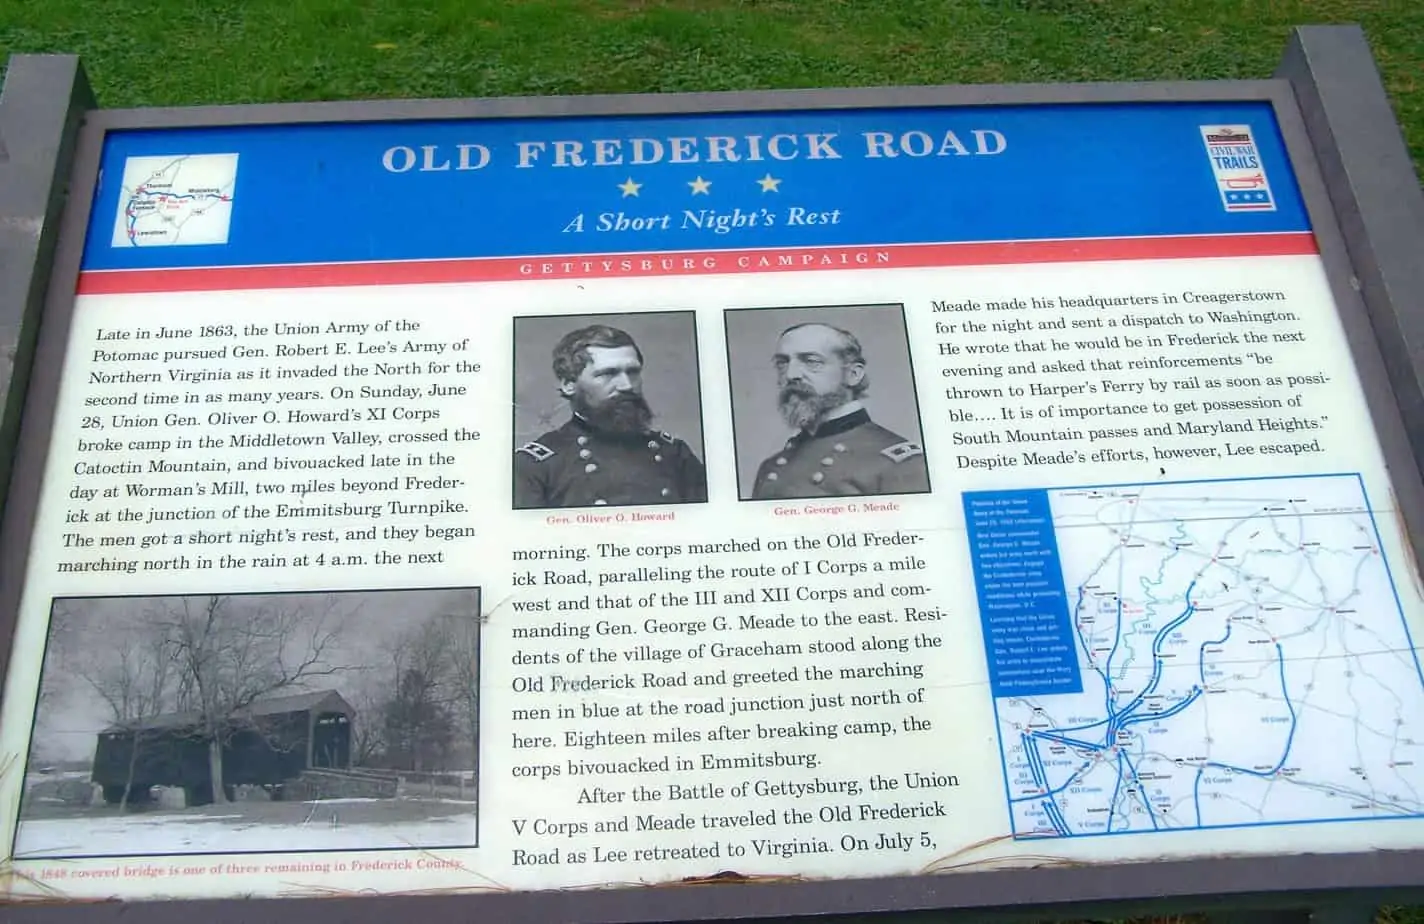 OLD FREDERICK ROAD
A Short Night's Rest
GETTYSBURG CAMPAIGN
CIVIL WAR
TRAILS
Thurmont
Middleburg
Lewistown
Late in June 1863, the Union Army of the
Potomac pursued Gen. Robert E. Lee's Army of
Northern Virginia as it invaded the North for the
second time in as many years. On Sunday, June
28, Union Gen. Oliver O. Howard's XI Corps
broke camp in the Middletown Valley, crossed the
Catoctin Mountain, and bivouacked late in the
day at Worman's Mill, two miles beyond Freder-
ick at the junction of the Emmitsburg Turnpike.
The men got a short night's rest, and they began
marching north in the rain at 4 a.m. the next
1848 covered bridge is one of three remaining in Frederick County.
Gen. Oliver O. Howard
Gen. George G. Meade
morning. The corps marched on the Old Freder-
ick Road, paralleling the route of I Corps a mile
west and that of the III and XII Corps and com-
manding Gen. George G. Meade to the east. Resi-
dents of the village of Graceham stood along the
Old Frederick Road and greeted the marching
men in blue at the road junction just north of
here. Eighteen miles after breaking camp, the
corps bivouacked in Emmitsburg.
After the Battle of Gettysburg, the Union
V Corps and Meade traveled the Old Frederick
Road as Lee retreated to Virginia. On July 5,
Meade made his headquarters in Creagerstown
for the night and sent a dispatch to Washington.
He wrote that he would be in Frederick the next
evening and asked that reinforcements "be
thrown to Harper's Ferry by rail as soon as possi-
ble.... It is of importance to get possession of
South Mountain passes and Maryland Heights."
Despite Meade's efforts, however, Lee escaped.
III Corps
XII Corps
V Corps